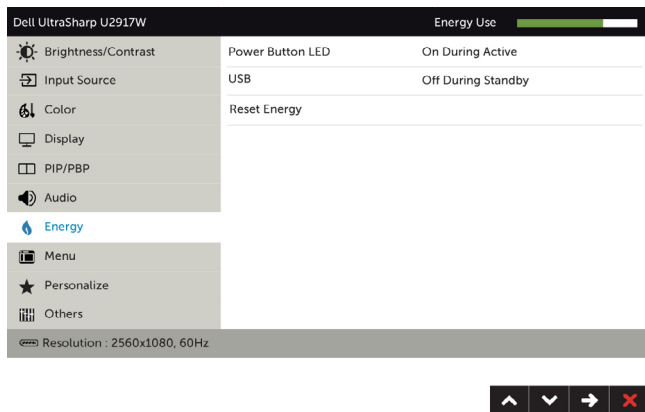 Dell UltraSharp U2917W Energy Use
Brightness/Contrast Power Button LED On During Active
Input Source USB Off During Standby
Color Reset Energy
Display
PIP/PBP
Audio
Energy
Menu
Personalize
Others
Resolution : 2560x1080, 60Hz